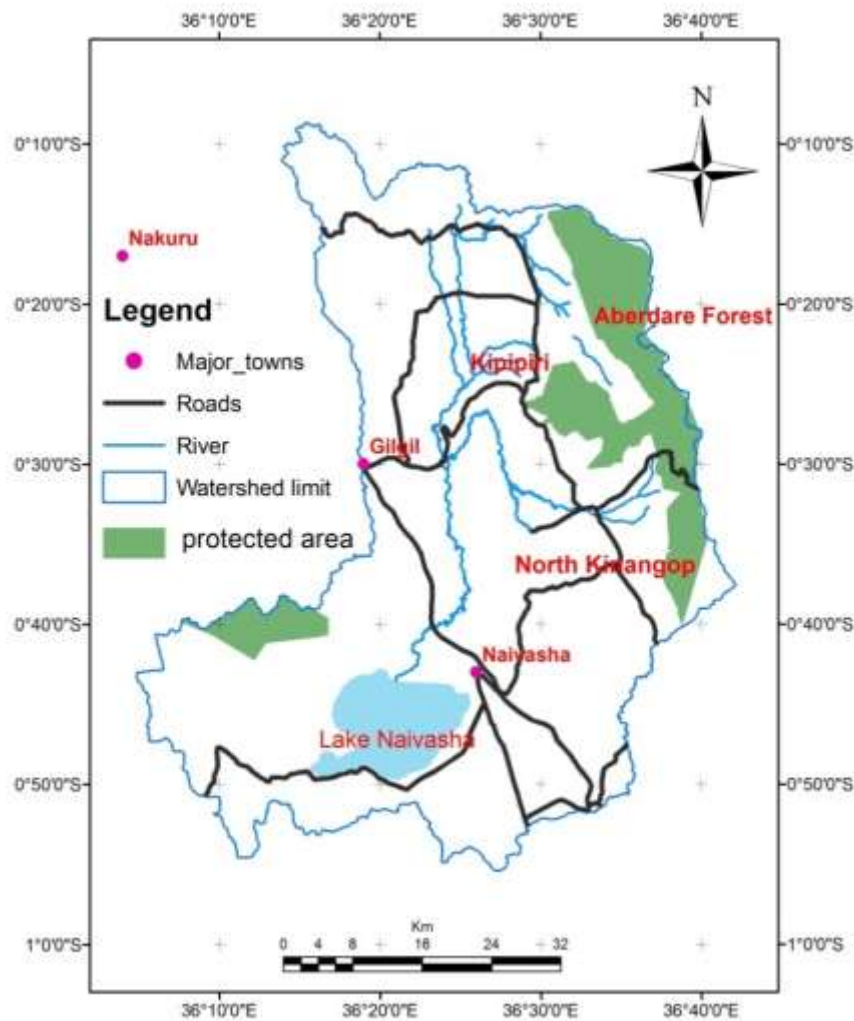 36°10'0"E 36°20'0"E 36°30'0"E 36°40'0"E
N
0°10'0"S 0°10'0"S
Nakuru
0°20'0"S 0°20'0"S
Legend
Aberdare Forest
Major_towns
Kipipiri
Roads
Gilgil
River
0°30'0"S 0°30'0"S
Watershed limit
protected area
North Kinangop
0°40'0"S 0°40'0"S
Naivasha
Lake Naivasha
0°50'0"S 0°50'0"S
Km
0 4 8 16 24 32
1°0'0"S 1°0'0"S
36°10'0"E 36°20'0"E 36°30'0"E 36°40'0"E